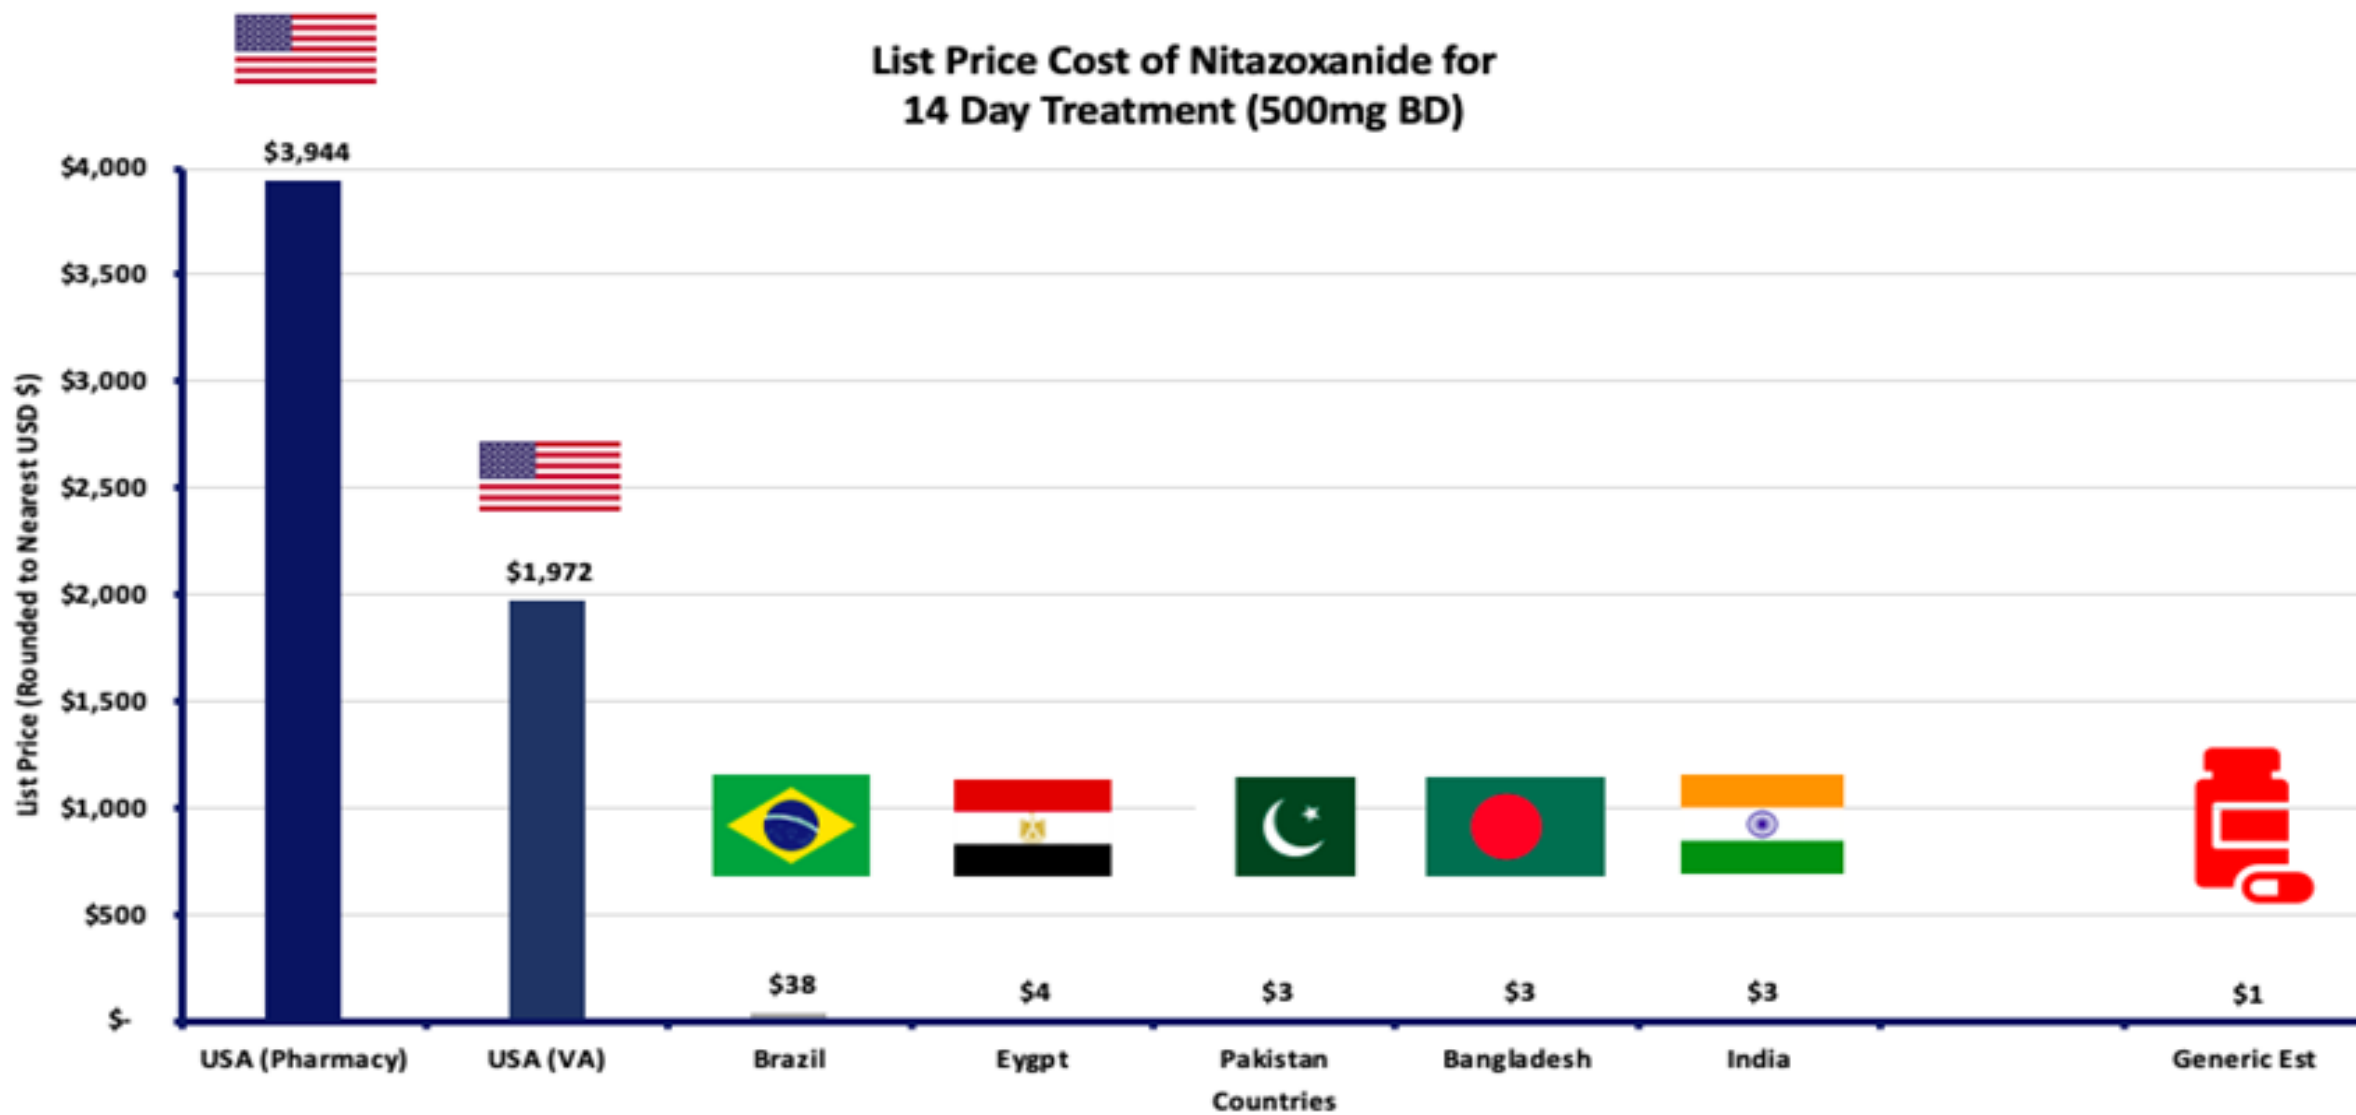 List Price Cost of Nitazoxanide for
14 Day Treatment (500mg BD)
List Price (Rounded to Nearest USD $)
$4,000
$3,500
$3,000
$2,500
$2,000
$1,500
$1,000
$500
$-
$3,944
$1,972
$38
$4
$3
$3
$3
$1
USA (Pharmacy)
USA (VA)
Brazil
Eygpt
Pakistan
Bangladesh
India
Generic Est
Countries